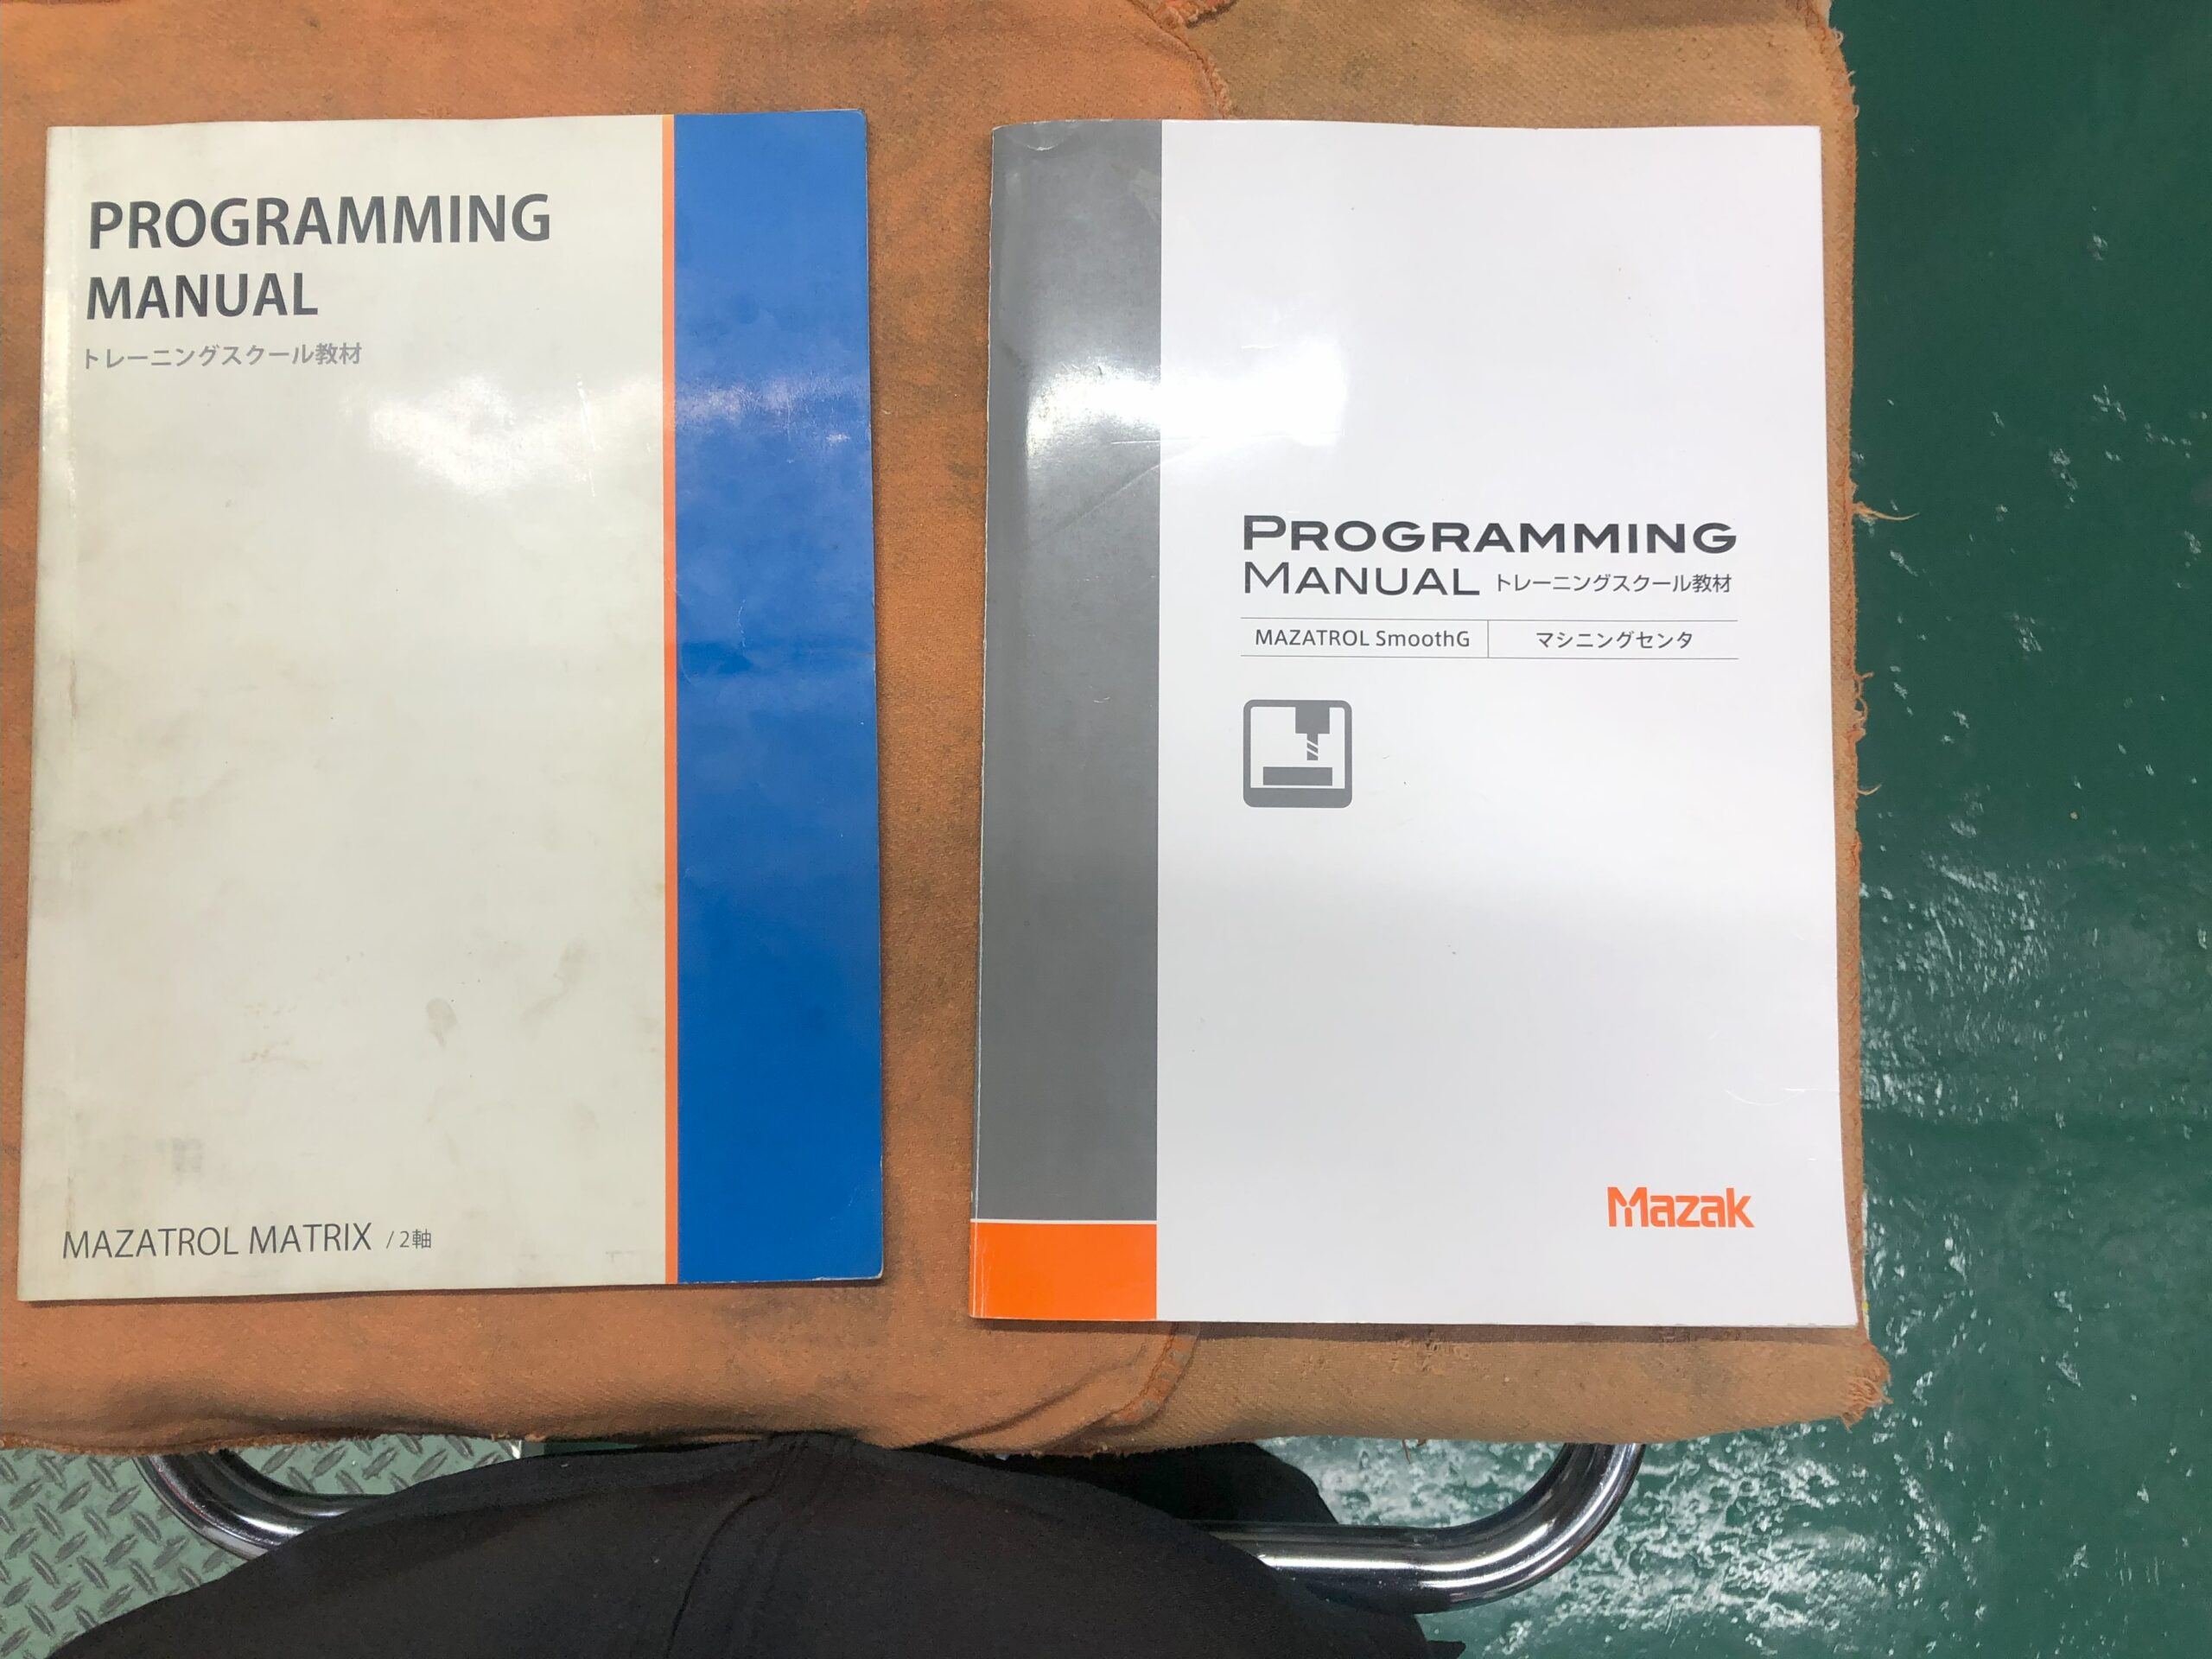 PROGRAMMING
MANUAL
トレーニングスクール教材
MAZATROL MATRIX / 2軸
PROGRAMMING
MANUAL トレーニングスクール教材
MAZATROL SmoothG マシニングセンタ
Mazak